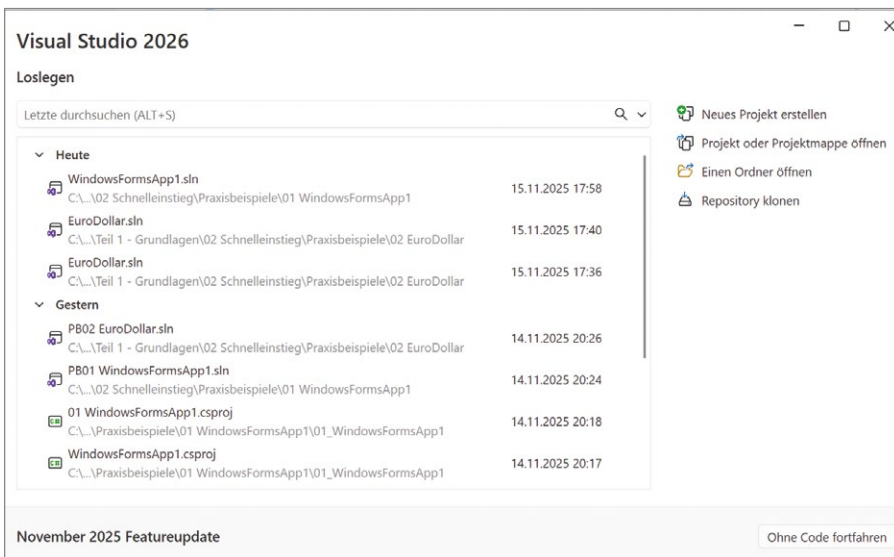 Visual Studio 2026
Loslegen
Letzte durchsuchen (ALT+S)
Heute
WindowsFormsApp1.sln
15.11.2025 17:58
C:\...\02 Schnelleinstieg\Praxisbeispiele\01 WindowsFormsApp1
EuroDollar.sln
15.11.2025 17:40
C:\...\Teil 1 - Grundlagen\02 Schnelleinstieg\Praxisbeispiele\02 EuroDollar
EuroDollar.sln
15.11.2025 17:36
C:\...\Teil 1 - Grundlagen\02 Schnelleinstieg\Praxisbeispiele\02 EuroDollar
Gestern
PB02 EuroDollar.sln
14.11.2025 20:26
C:\...\Teil 1 - Grundlagen\02 Schnelleinstieg\Praxisbeispiele\02 EuroDollar
PB01 WindowsFormsApp1.sln
14.11.2025 20:24
C:\...\02 Schnelleinstieg\Praxisbeispiele\01 WindowsFormsApp1
01 WindowsFormsApp1.csproj
14.11.2025 20:18
C:\...\Praxisbeispiele\01 WindowsFormsApp1\01_WindowsFormsApp1
WindowsFormsApp1.csproj
14.11.2025 20:17
C:\...\Praxisbeispiele\01 WindowsFormsApp1\01_WindowsFormsApp1
Neues Projekt erstellen
Projekt oder Projektmappe öffnen
Einen Ordner öffnen
Repository klonen
November 2025 Featureupdate
Ohne Code fortfahren